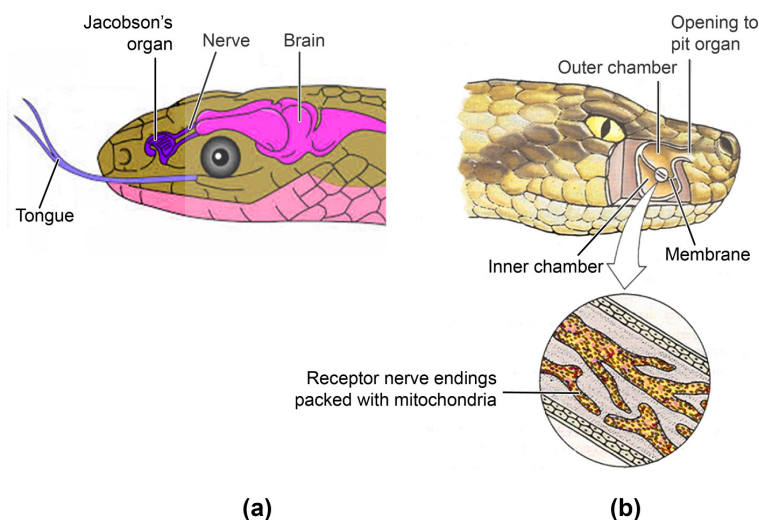 Jacobson's
organ
Nerve
Brain
Tongue
(a)
Opening to
pit organ
Outer chamber
Inner chamber
Membrane
Receptor nerve endings
packed with mitochondria
(b)